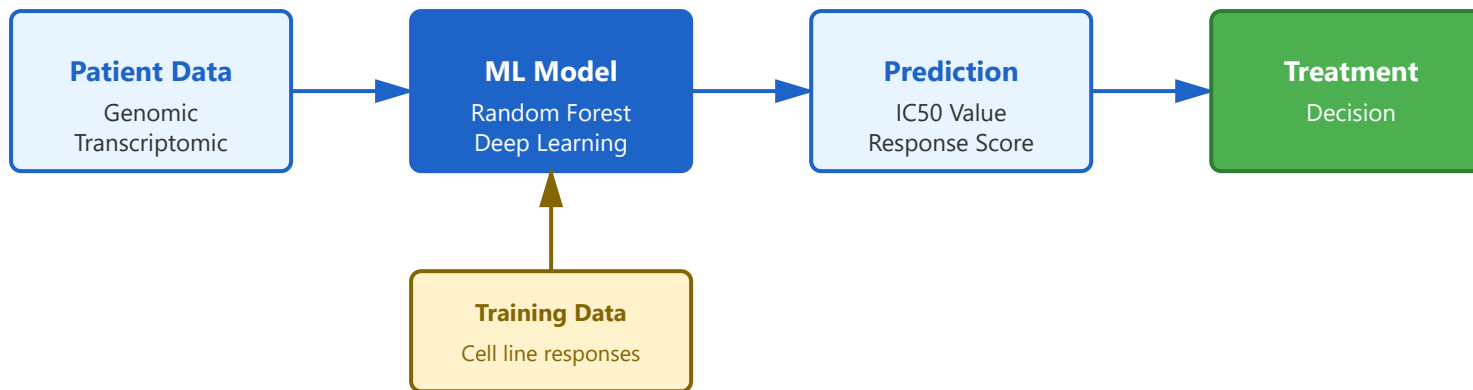 Patient Data
Genomic
Transcriptomic
ML Model
Random Forest
Deep Learning
Prediction
IC50 Value
Response Score
Treatment
Decision
Training Data
Cell line responses